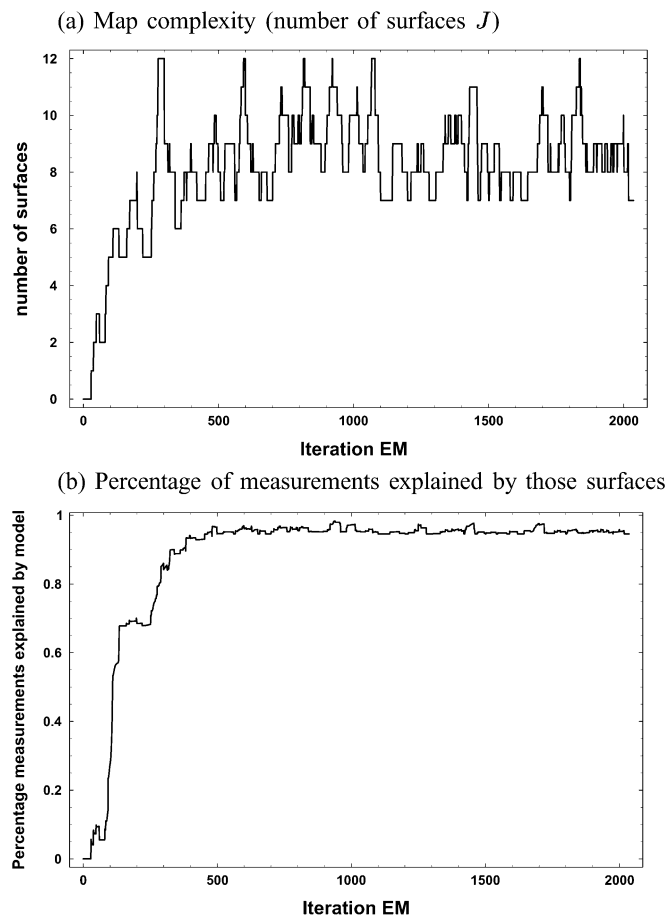 (a) Map complexity (number of surfaces J)
12
10
8
6
4
2
0
number of surfaces
0 500 1000 1500 2000
Iteration EM
(b) Percentage of measurements explained by those surfaces
1
0.8
0.6
0.4
0.2
0
Percentage measurements explained by model
0 500 1000 1500 2000
Iteration EM